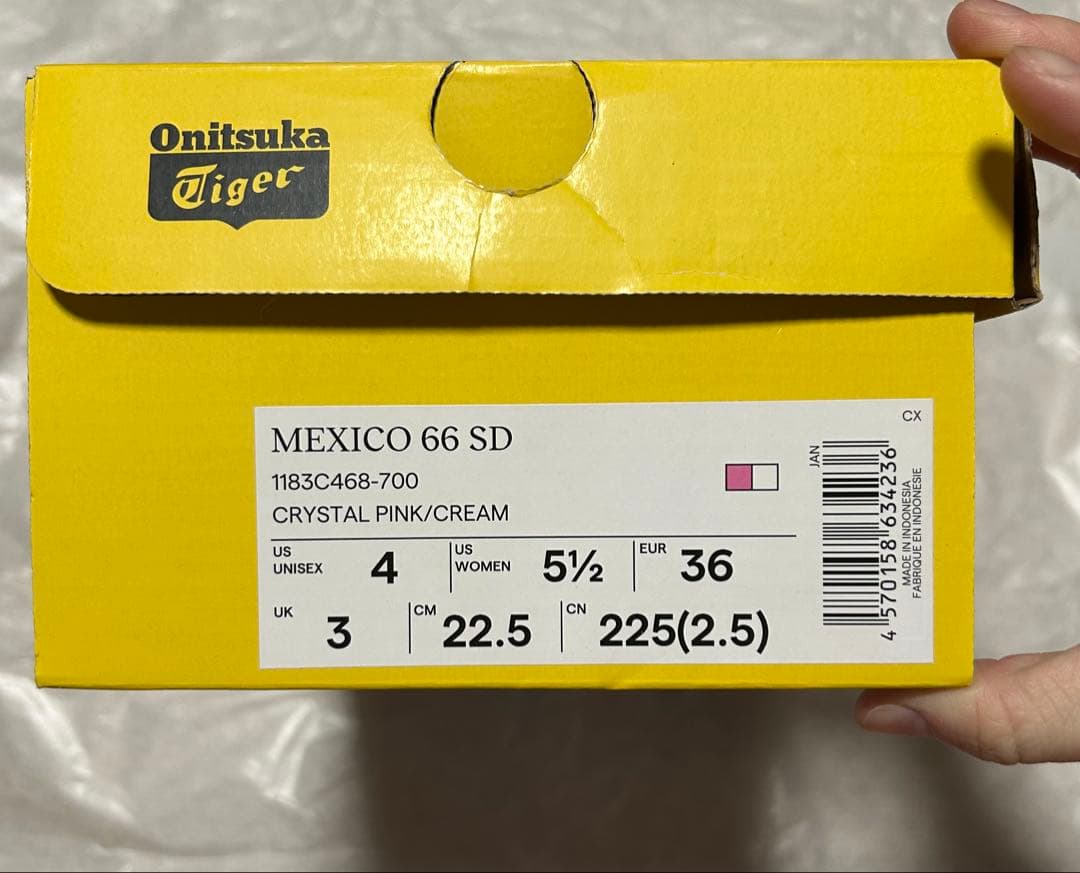 Onitsuka
Tiger
MEXICO 66 SD
1183C468-700
CRYSTAL PINK/CREAM
US UNISEX 4 US WOMEN 5½ EUR 36
UK 3 CM 22.5 CN 225(2.5)
CX
JAN
4 570158 634236
MADE IN INDONESIA
FABRIQUE EN INDONESIE